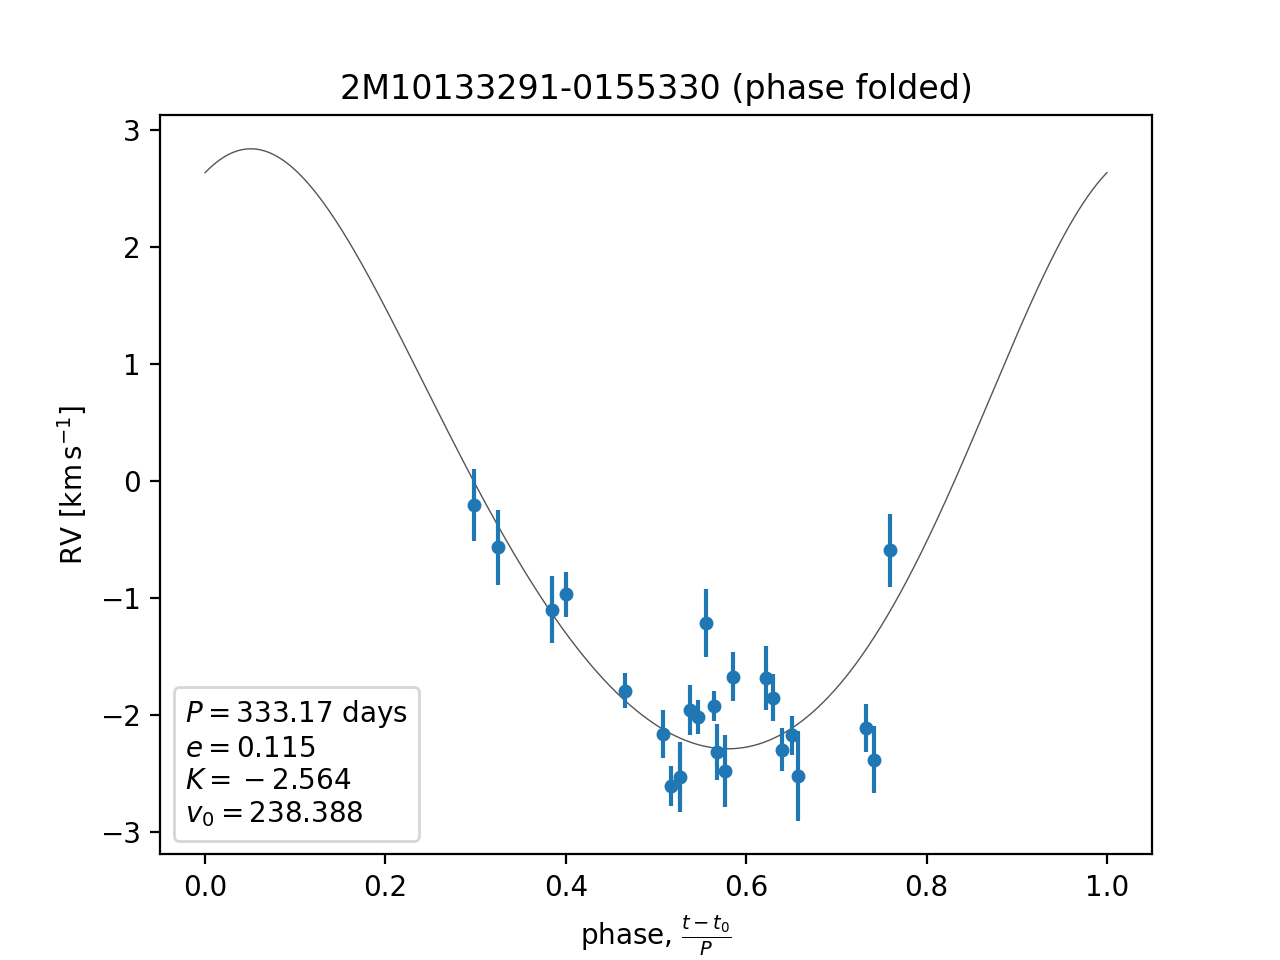 2M10133291-0155330 (phase folded)
3
2
1
0
−1
−2
−3
RV [km s⁻¹]
P = 333.17 days
e = 0.115
K = −2.564
v₀ = 238.388
0.0 0.2 0.4 0.6 0.8 1.0
phase, (t − t₀)/P